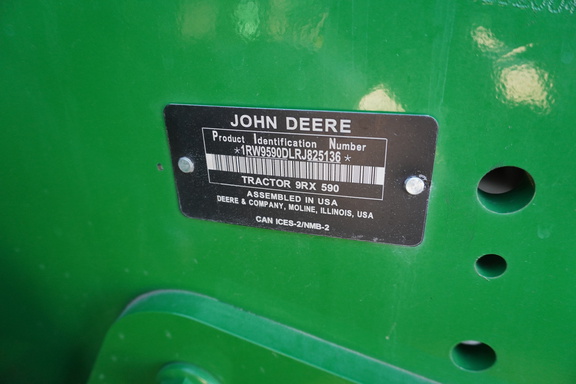 JOHN DEERE
Product Identification Number
*1RW9590DLRJ825136*
TRACTOR 9RX 590
ASSEMBLED IN USA
DEERE & COMPANY, MOLINE, ILLINOIS, USA
CAN ICES-2/NMB-2